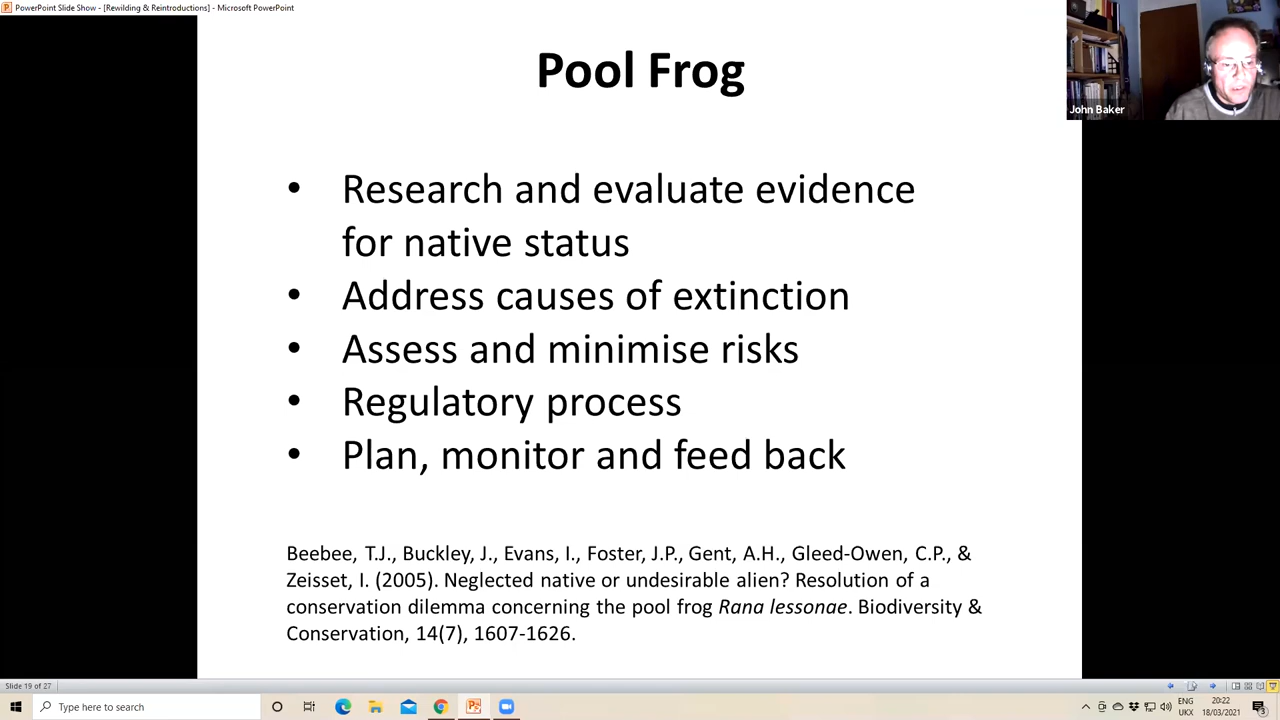 PowerPoint Slide Show - [Rewilding & Reintroductions] - Microsoft PowerPoint
John Baker
Pool Frog
• Research and evaluate evidence
for native status
• Address causes of extinction
• Assess and minimise risks
• Regulatory process
• Plan, monitor and feed back
Beebee, T.J., Buckley, J., Evans, I., Foster, J.P., Gent, A.H., Gleed-Owen, C.P., &
Zeisset, I. (2005). Neglected native or undesirable alien? Resolution of a
conservation dilemma concerning the pool frog Rana lessonae. Biodiversity &
Conservation, 14(7), 1607-1626.
Slide 19 of 27
Type here to search
ENG
UKX
20:22
18/03/2021
3